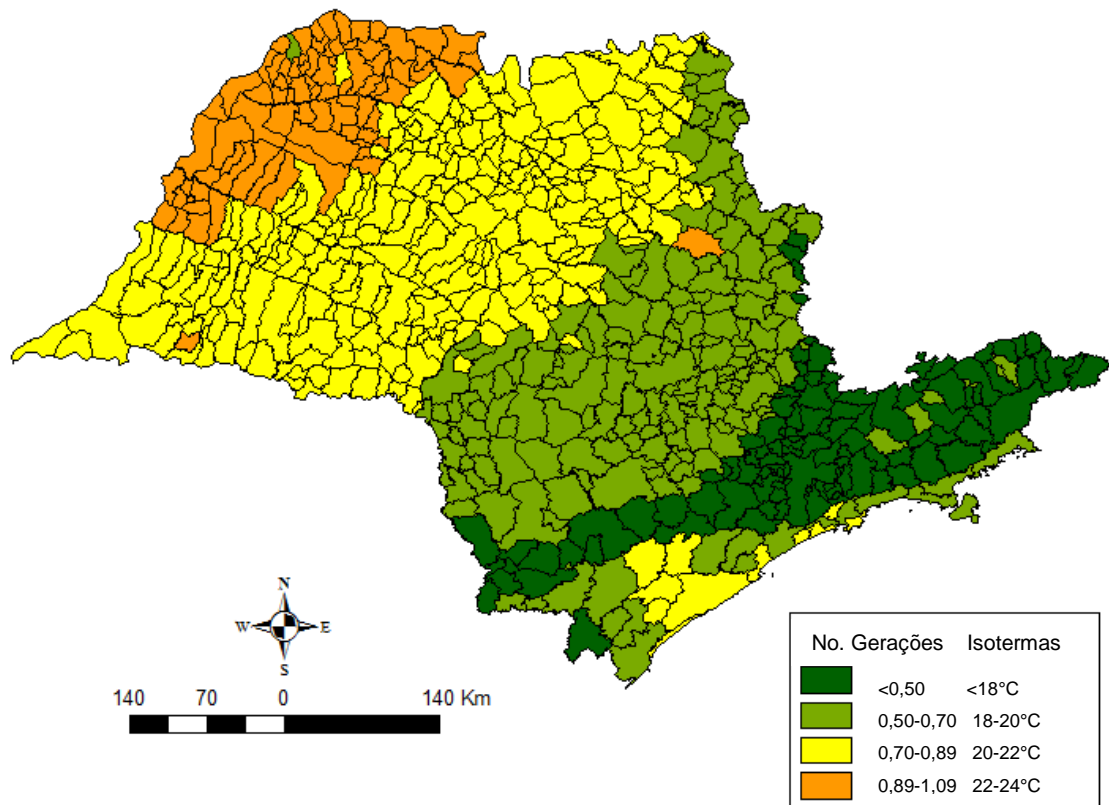 N
W E
S
140 70 0 140 Km
No. Gerações Isotermas
<0,50 <18°C
0,50-0,70 18-20°C
0,70-0,89 20-22°C
0,89-1,09 22-24°C